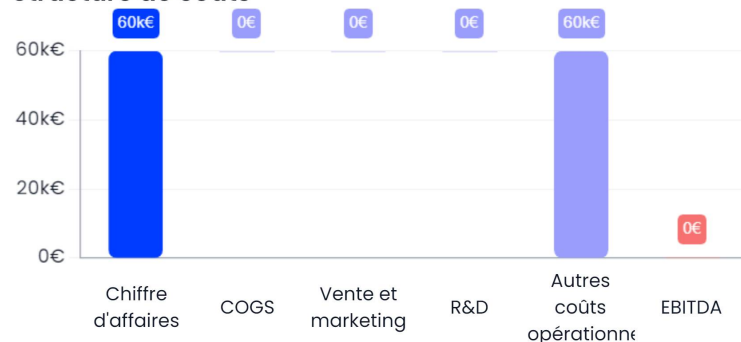 60k€ 0€ 0€ 0€ 60k€
60k€
40k€
20k€
0€
0€
Chiffre
d'affaires
COGS
Vente et
marketing
R&D
Autres
coûts
opérationne
EBITDA